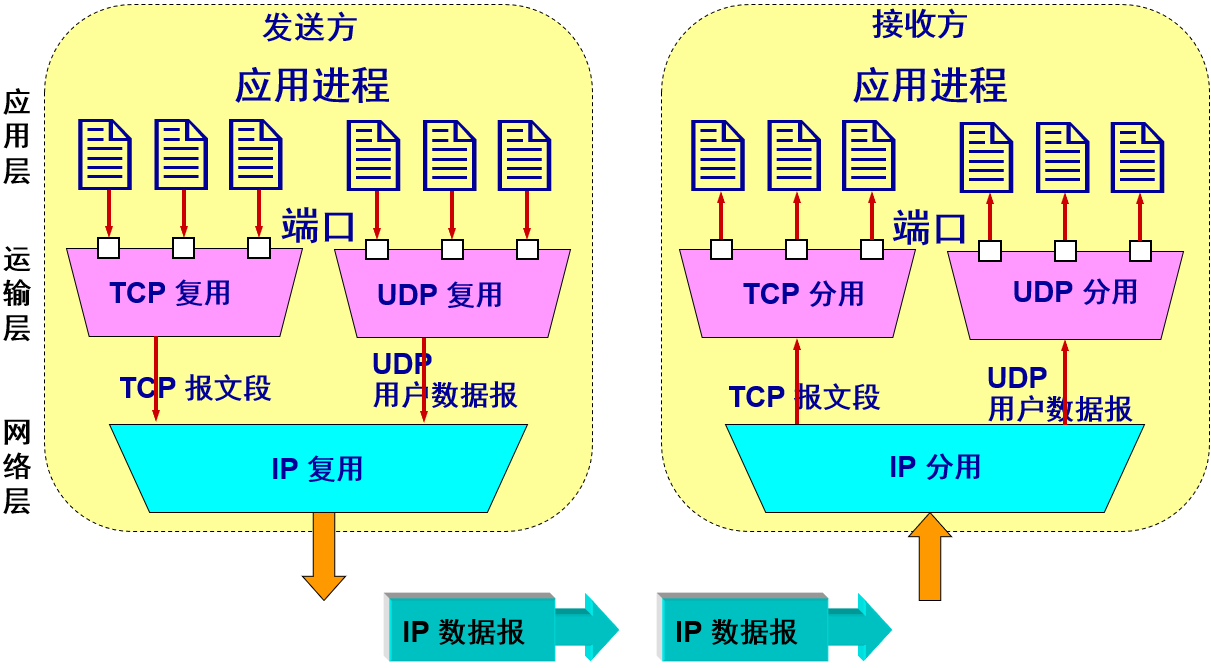 发送方
应用进程
应用层
端口
运输层
TCP 复用
UDP 复用
TCP 报文段
UDP
用户数据报
网络层
IP 复用
接收方
应用进程
端口
TCP 分用
UDP 分用
TCP 报文段
UDP
用户数据报
IP 分用
IP 数据报
IP 数据报